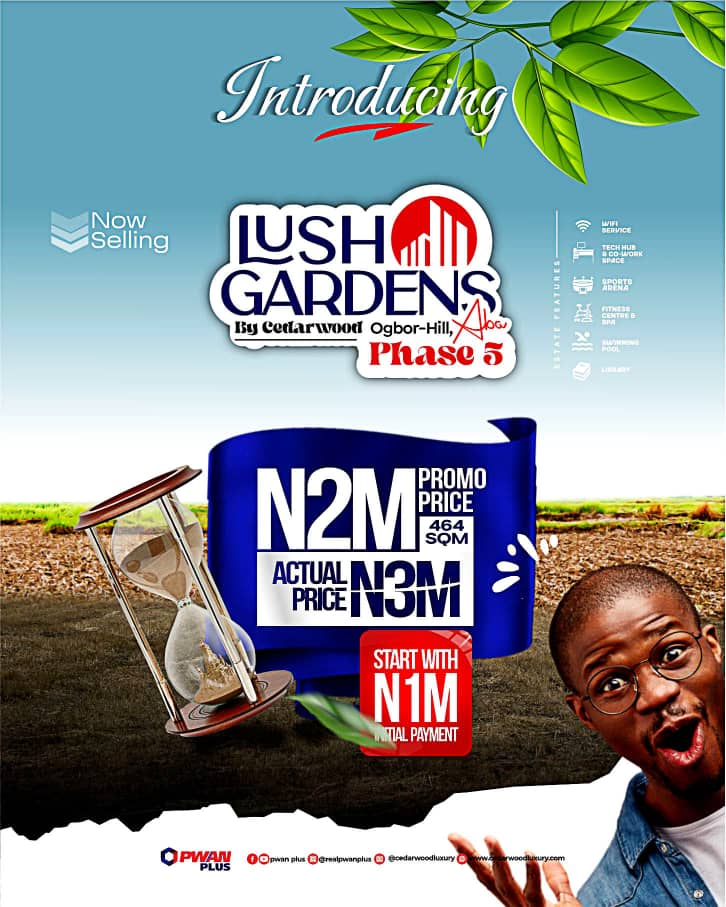 Introducing
Now
Selling
LUSH
GARDENS
By Cedarwood Ogbor-Hill, Aba
Phase 5
ESTATE FEATURES
WIFI
SERVICE
TECH HUB
& CO-WORK
SPACE
SPORTS
ARENA
FITNESS
CENTRE &
SPA
SWIMMING
POOL
LIBRARY
N2M PROMO
PRICE
464
SQM
ACTUAL
PRICE N3M
START WITH
N1M
INITIAL PAYMENT
PWAN
PLUS
pwan plus @realpwanplus @cedarwoodluxury www.cedarwoodluxury.com